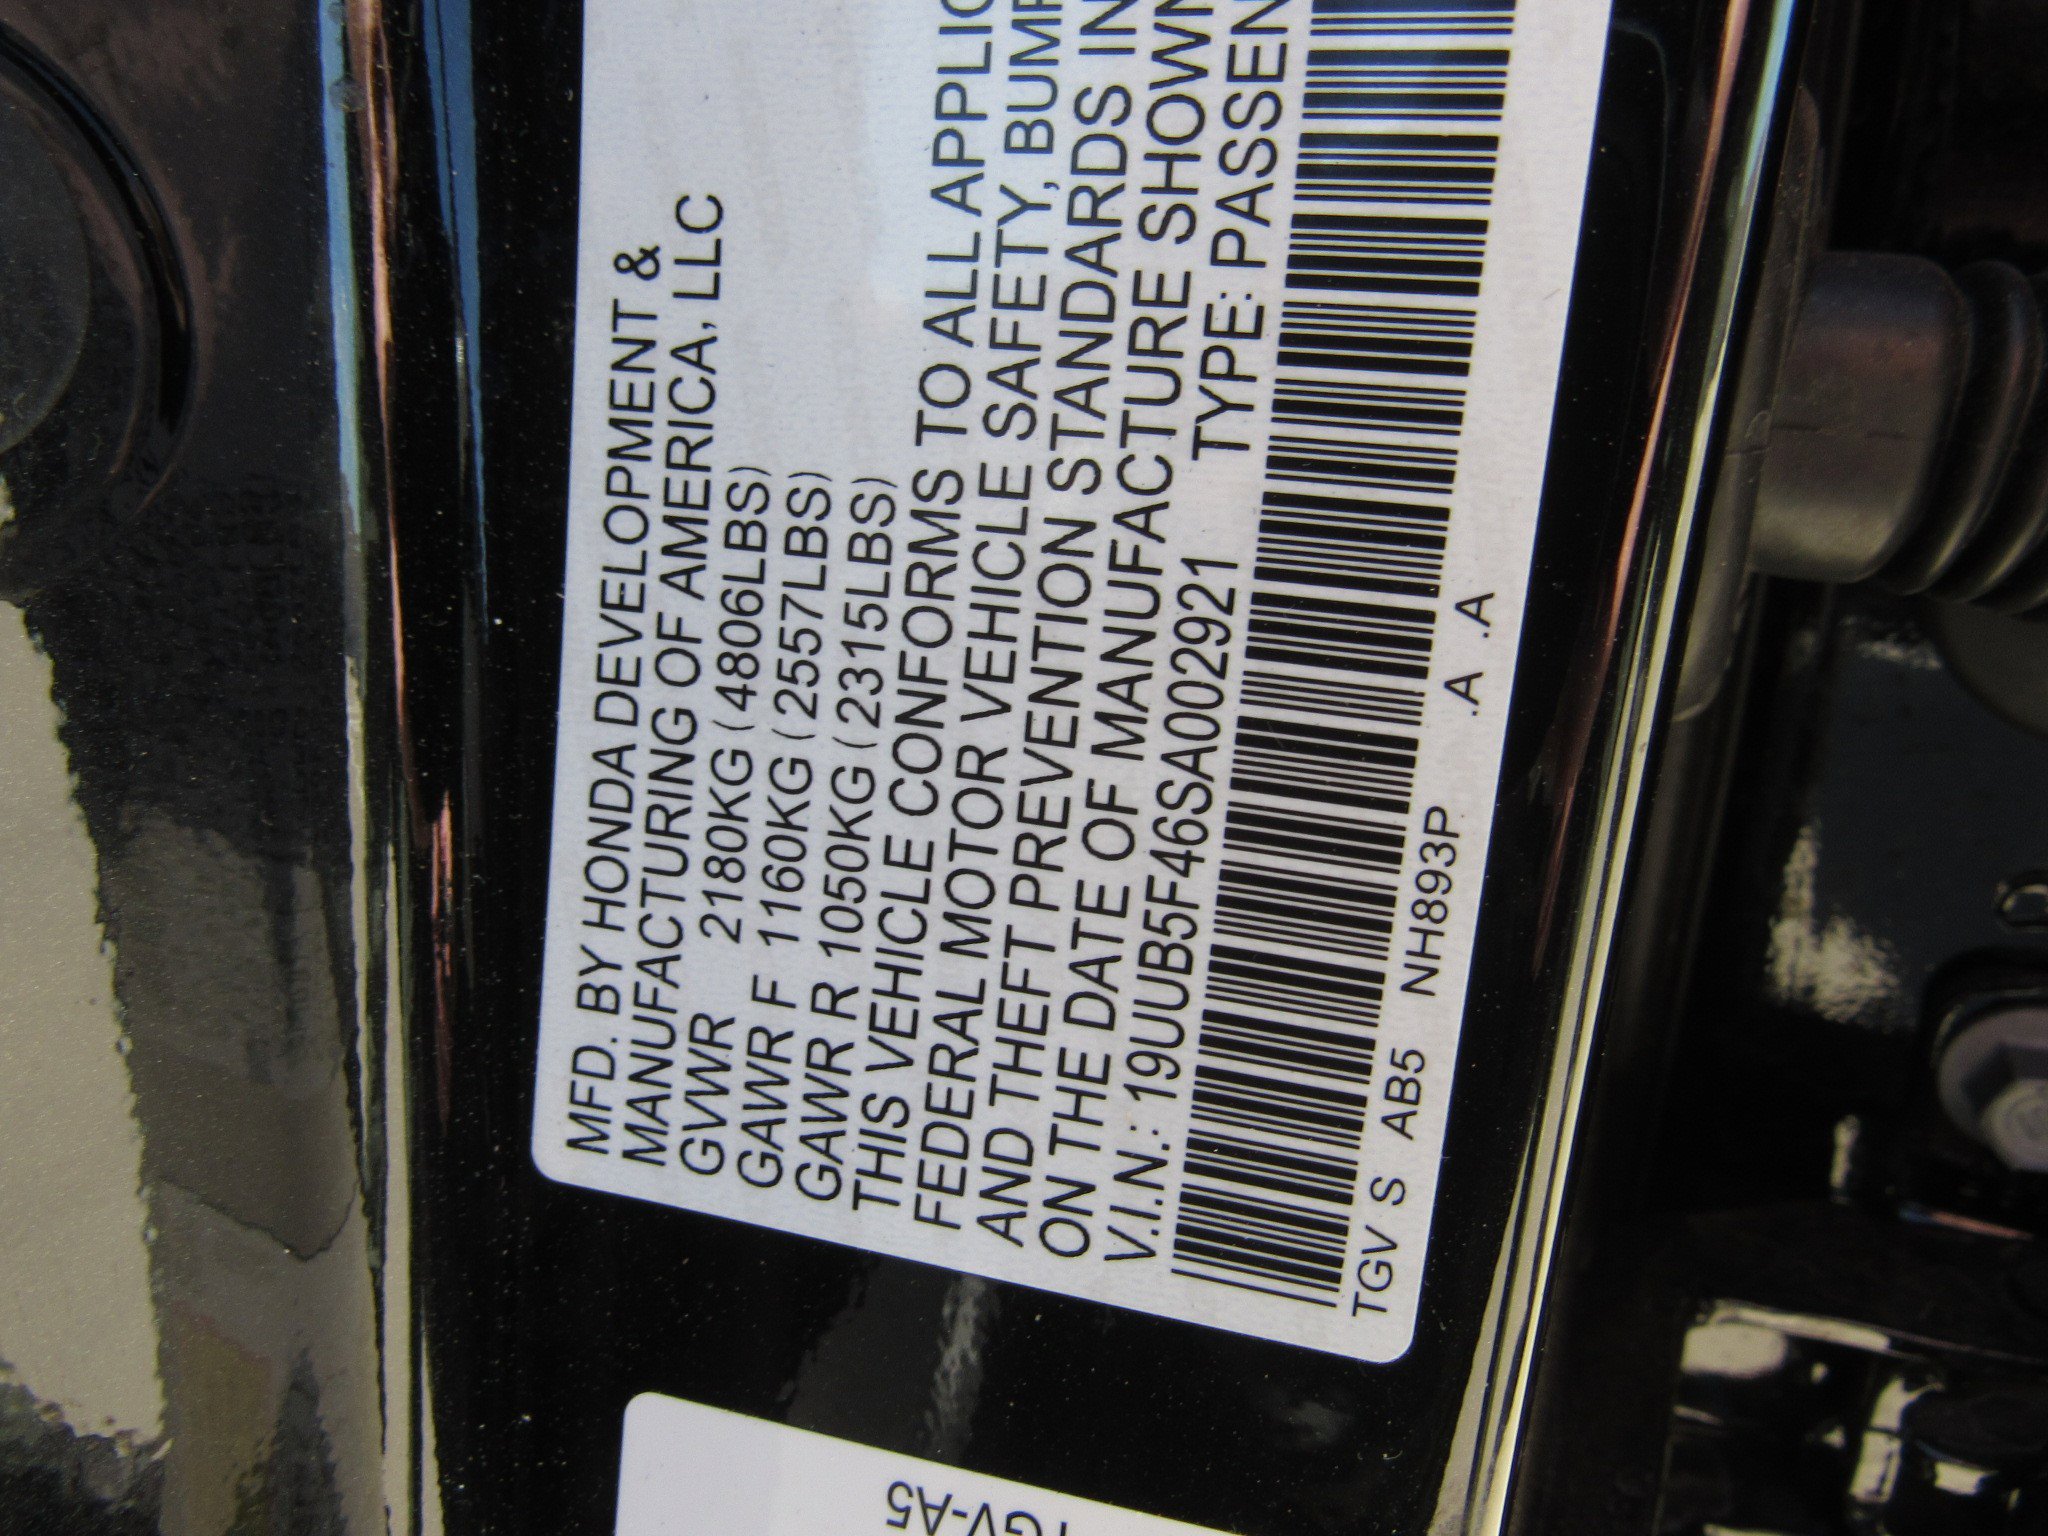 MFD. BY HONDA DEVELOPMENT &
MANUFACTURING OF AMERICA, LLC
GVWR 2180KG (4806LBS)
GAWR F 1160KG (2557LBS)
GAWR R 1050KG (2315LBS)
THIS VEHICLE CONFORMS TO ALL APPLIC
FEDERAL MOTOR VEHICLE SAFETY, BUMP
AND THEFT PREVENTION STANDARDS IN
ON THE DATE OF MANUFACTURE SHOWN
V.I.N.: 19UUB5F46SA002921 TYPE: PASSEN
TGV S AB5 NH893P .A .A
TGV-A5